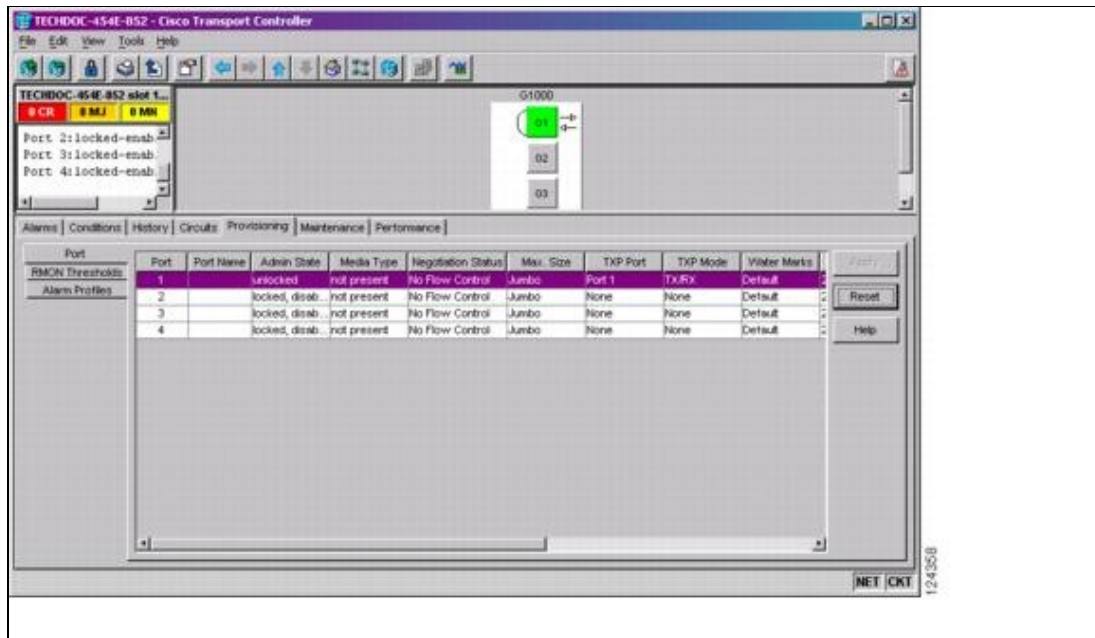 TECHDOC-454E-852 - Cisco Transport Controller
File Edit View Tools Help
TECHDOC-454E-852 slot 1...
0 CR 0 MJ 0 MN
Port 2:locked-enab
Port 3:locked-enab
Port 4:locked-enab
G1000
01
02
03
Alarms Conditions History Circuits Provisioning Maintenance Performance
Port
RMON Thresholds
Alarm Profiles
Port Port Name Admin State Media Type Negotiation Status Max. Size TXP Port TXP Mode Water Marks
1 unlocked not present No Flow Control Jumbo Port 1 TX/RX Default
2 locked, disab... not present No Flow Control Jumbo None None Default
3 locked, disab... not present No Flow Control Jumbo None None Default
4 locked, disab... not present No Flow Control Jumbo None None Default
Apply
Reset
Help
NET CKT
124358